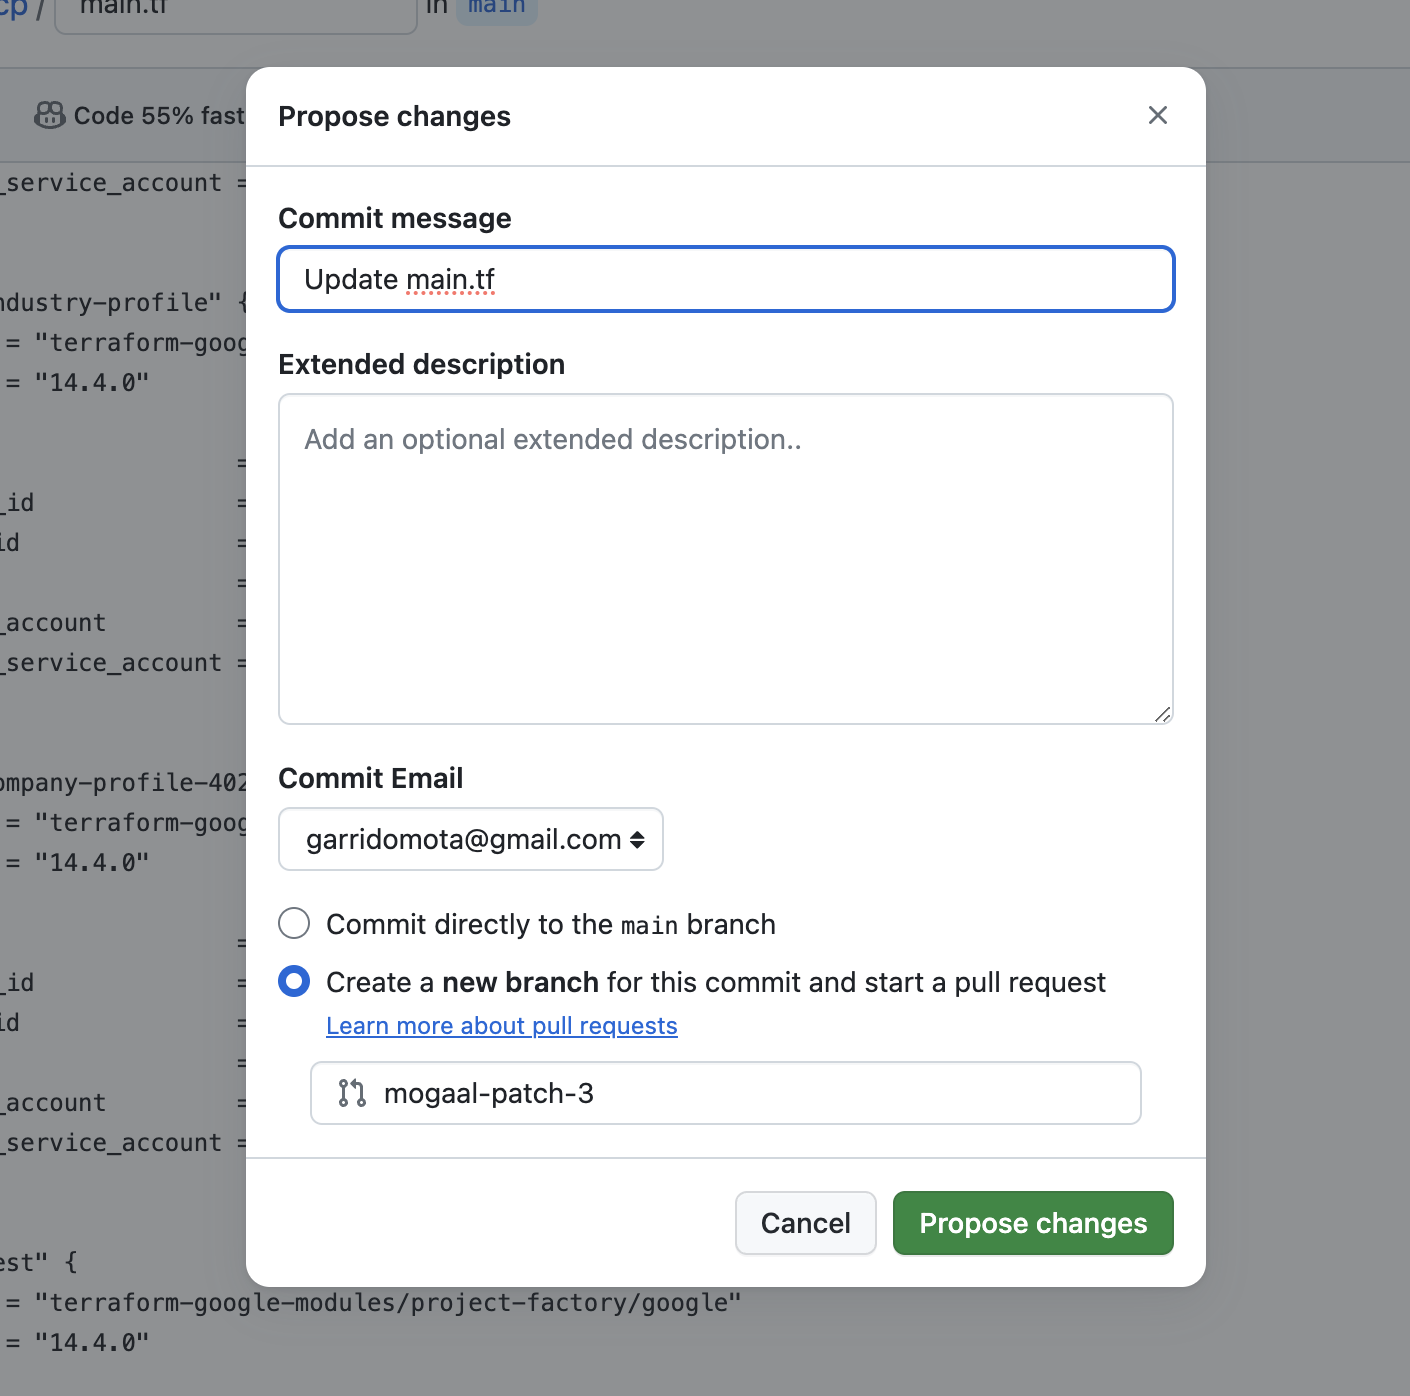 cp / main.tf in main
Code 55% fast
Propose changes
_service_account =
Commit message
Update main.tf
ndustry-profile" {
= "terraform-goog
Extended description
= "14.4.0"
Add an optional extended description..
=
_id =
id =
=
_account =
_service_account =
Commit Email
ompany-profile-402
= "terraform-goog
garridomota@gmail.com
= "14.4.0"
Commit directly to the main branch
=
_id =
Create a new branch for this commit and start a pull request
id =
Learn more about pull requests
=
_account =
mogaal-patch-3
_service_account =
Cancel
Propose changes
est" {
= "terraform-google-modules/project-factory/google"
= "14.4.0"